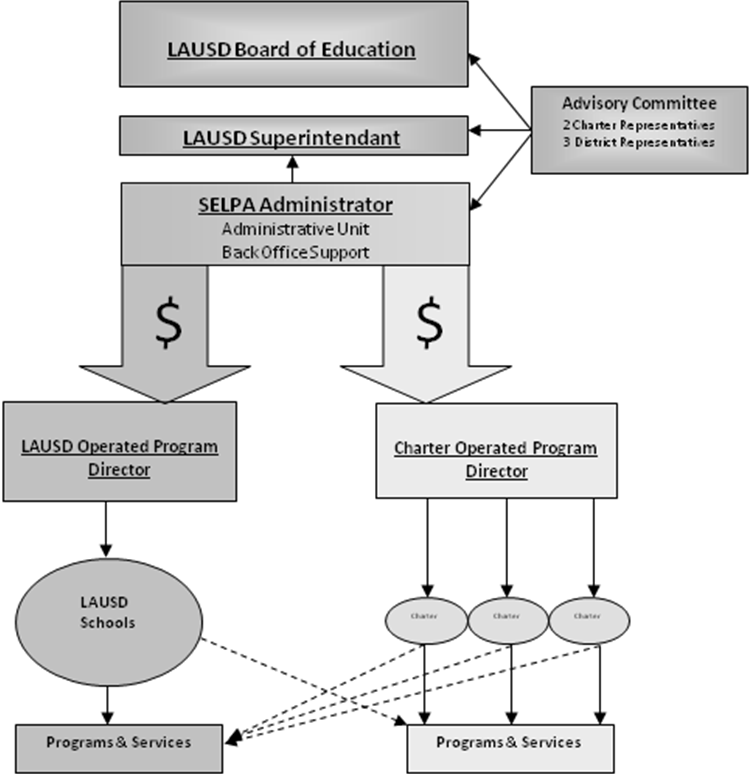 LAUSD Board of Education
Advisory Committee
2 Charter Representatives
3 District Representatives
LAUSD Superintendant
SELPA Administrator
Administrative Unit
Back Office Support
$
$
LAUSD Operated Program
Director
Charter Operated Program
Director
LAUSD
Schools
Charter
Charter
Charter
Programs & Services
Programs & Services